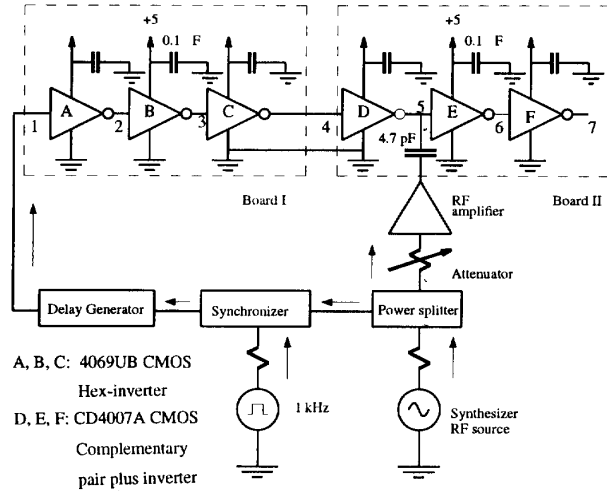 +5
+5
0.1 F
0.1 F
A
B
C
D
E
F
1
2
3
4
5
6
7
4.7 pF
Board I
Board II
RF
amplifier
Attenuator
Delay Generator
Synchronizer
Power splitter
A, B, C: 4069UB CMOS
Hex-inverter
D, E, F: CD4007A CMOS
Complementary
pair plus inverter
1 kHz
Synthesizer
RF source